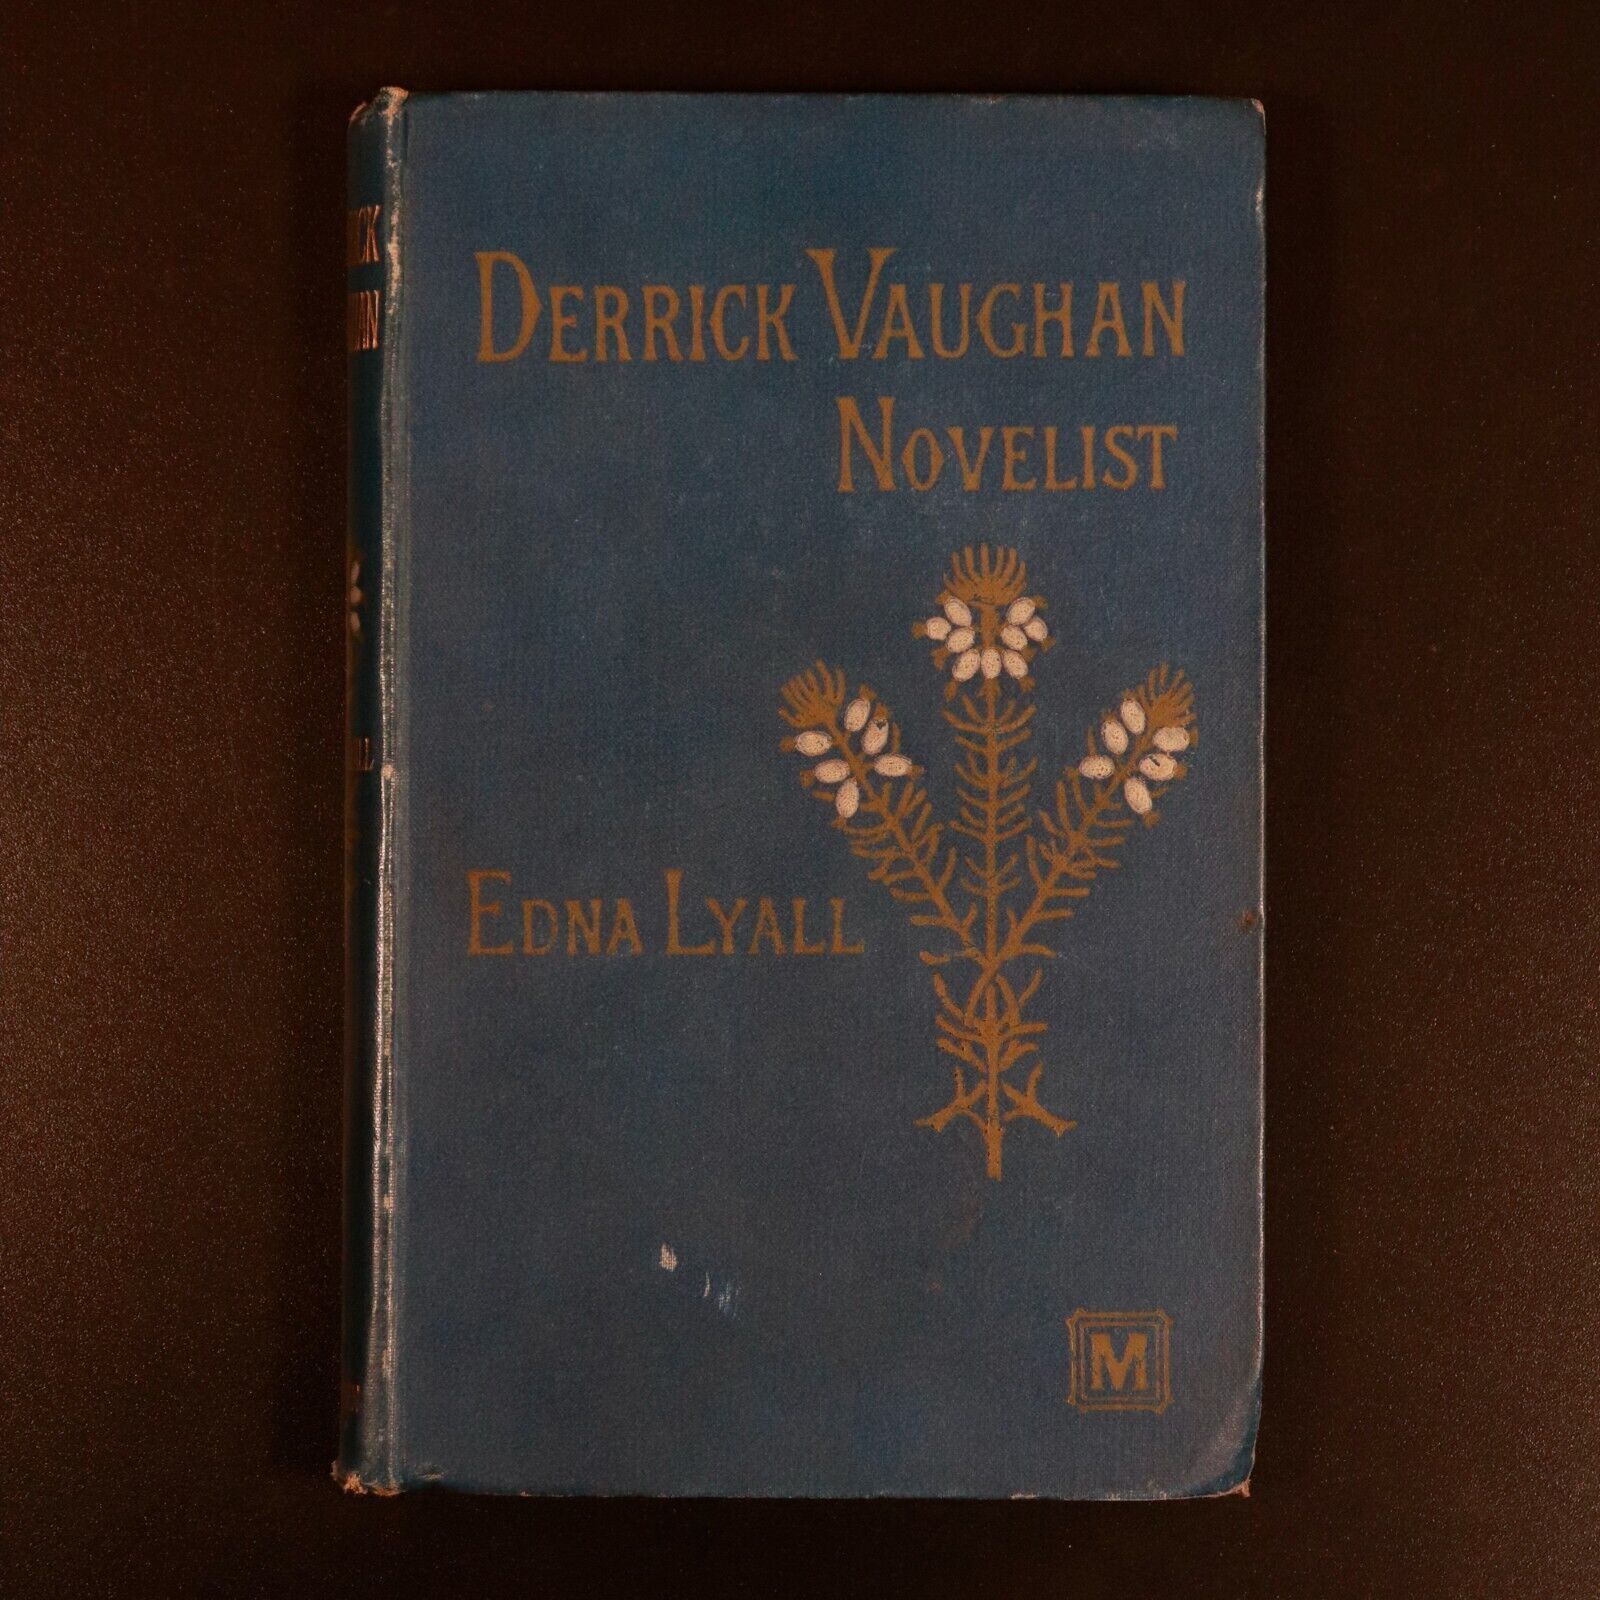 DERRICK VAUGHAN
NOVELIST
EDNA LYALL
M